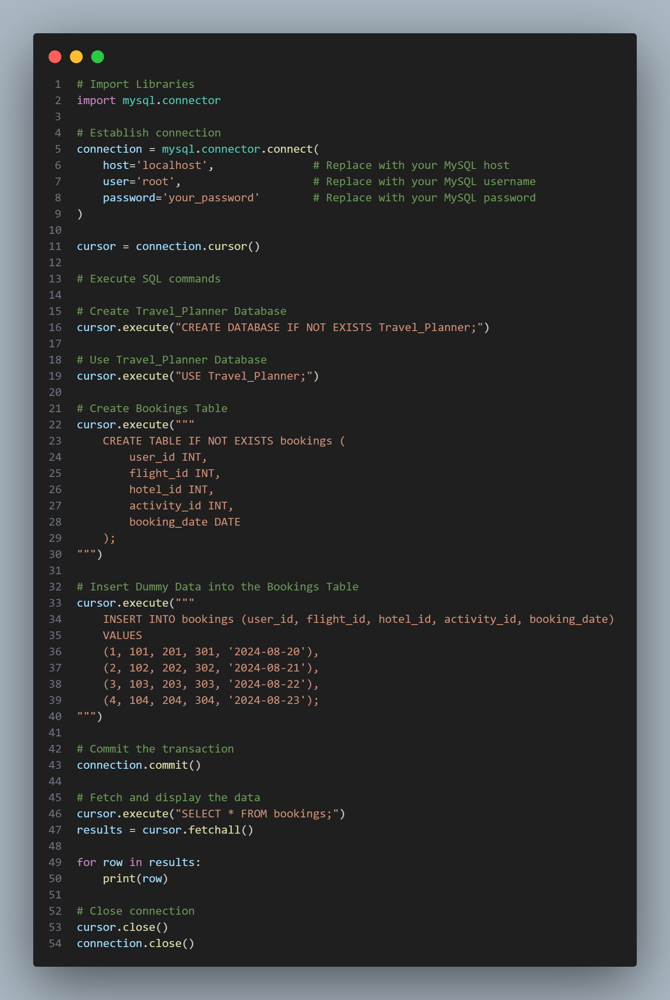 1 # Import Libraries
2 import mysql.connector
3
4 # Establish connection
5 connection = mysql.connector.connect(
6     host='localhost',               # Replace with your MySQL host
7     user='root',                    # Replace with your MySQL username
8     password='your_password'        # Replace with your MySQL password
9 )
10
11 cursor = connection.cursor()
12
13 # Execute SQL commands
14
15 # Create Travel_Planner Database
16 cursor.execute("CREATE DATABASE IF NOT EXISTS Travel_Planner;")
17
18 # Use Travel_Planner Database
19 cursor.execute("USE Travel_Planner;")
20
21 # Create Bookings Table
22 cursor.execute("""
23     CREATE TABLE IF NOT EXISTS bookings (
24         user_id INT,
25         flight_id INT,
26         hotel_id INT,
27         activity_id INT,
28         booking_date DATE
29     );
30 """)
31
32 # Insert Dummy Data into the Bookings Table
33 cursor.execute("""
34     INSERT INTO bookings (user_id, flight_id, hotel_id, activity_id, booking_date)
35     VALUES
36     (1, 101, 201, 301, '2024-08-20'),
37     (2, 102, 202, 302, '2024-08-21'),
38     (3, 103, 203, 303, '2024-08-22'),
39     (4, 104, 204, 304, '2024-08-23');
40 """)
41
42 # Commit the transaction
43 connection.commit()
44
45 # Fetch and display the data
46 cursor.execute("SELECT * FROM bookings;")
47 results = cursor.fetchall()
48
49 for row in results:
50     print(row)
51
52 # Close connection
53 cursor.close()
54 connection.close()